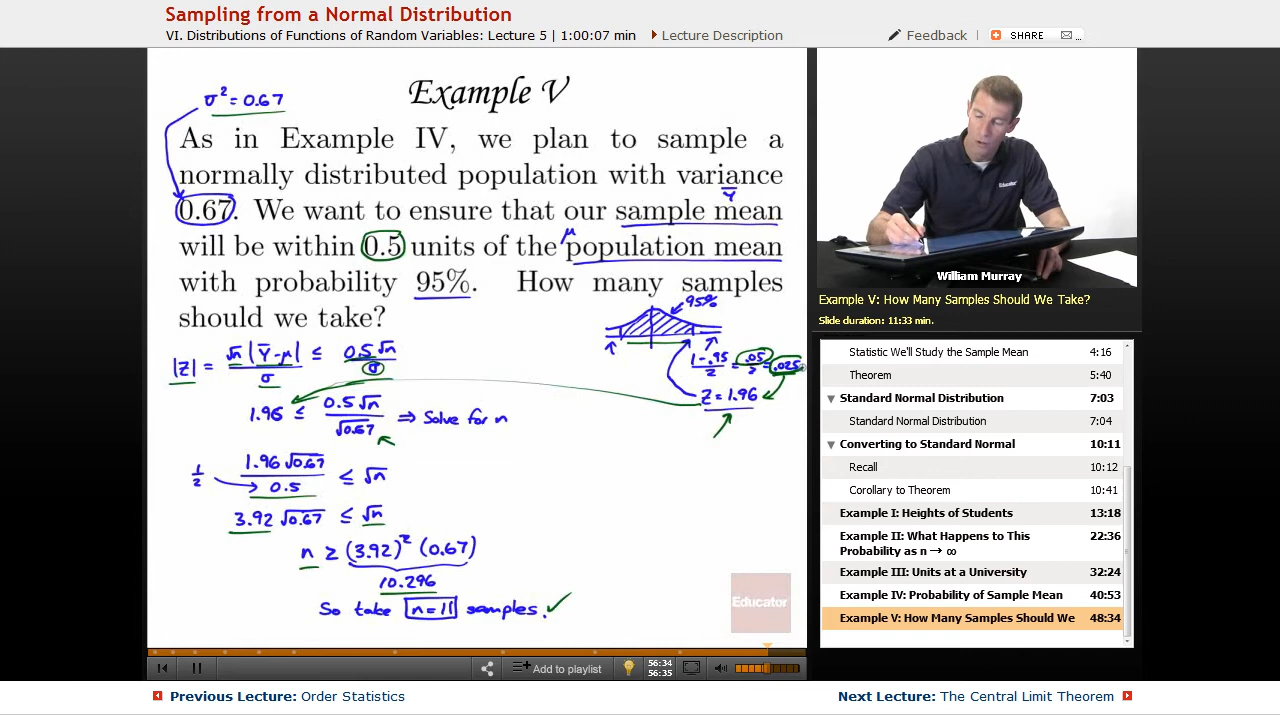 Sampling from a Normal Distribution
VI. Distributions of Functions of Random Variables: Lecture 5 | 1:00:07 min
Lecture Description
Feedback
SHARE
σ² = 0.67
Example V
As in Example IV, we plan to sample a
normally distributed population with variance
Ȳ
0.67. We want to ensure that our sample mean
μ
will be within 0.5 units of the population mean
with probability 95%. How many samples
should we take?
95%
|Z| = √n |Ȳ-μ| / σ ≤ 0.5√n / σ
1-.95 / 2 = .05 / 2 = .025
Z = 1.96
1.96 ≤ 0.5√n / √0.67 ⇒ Solve for n
1/2 1.96√0.67 / 0.5 ≤ √n
3.92 √0.67 ≤ √n
n ≥ (3.92)² (0.67)
10.296
So take n=11 samples.
Educator
Educator
William Murray
Example V: How Many Samples Should We Take?
Slide duration: 11:33 min.
Statistic We'll Study the Sample Mean 4:16
Theorem 5:40
Standard Normal Distribution 7:03
Standard Normal Distribution 7:04
Converting to Standard Normal 10:11
Recall 10:12
Corollary to Theorem 10:41
Example I: Heights of Students 13:18
Example II: What Happens to This 22:36
Probability as n → ∞
Example III: Units at a University 32:24
Example IV: Probability of Sample Mean 40:53
Example V: How Many Samples Should We 48:34
Add to playlist
56:34
56:35
Previous Lecture: Order Statistics
Next Lecture: The Central Limit Theorem